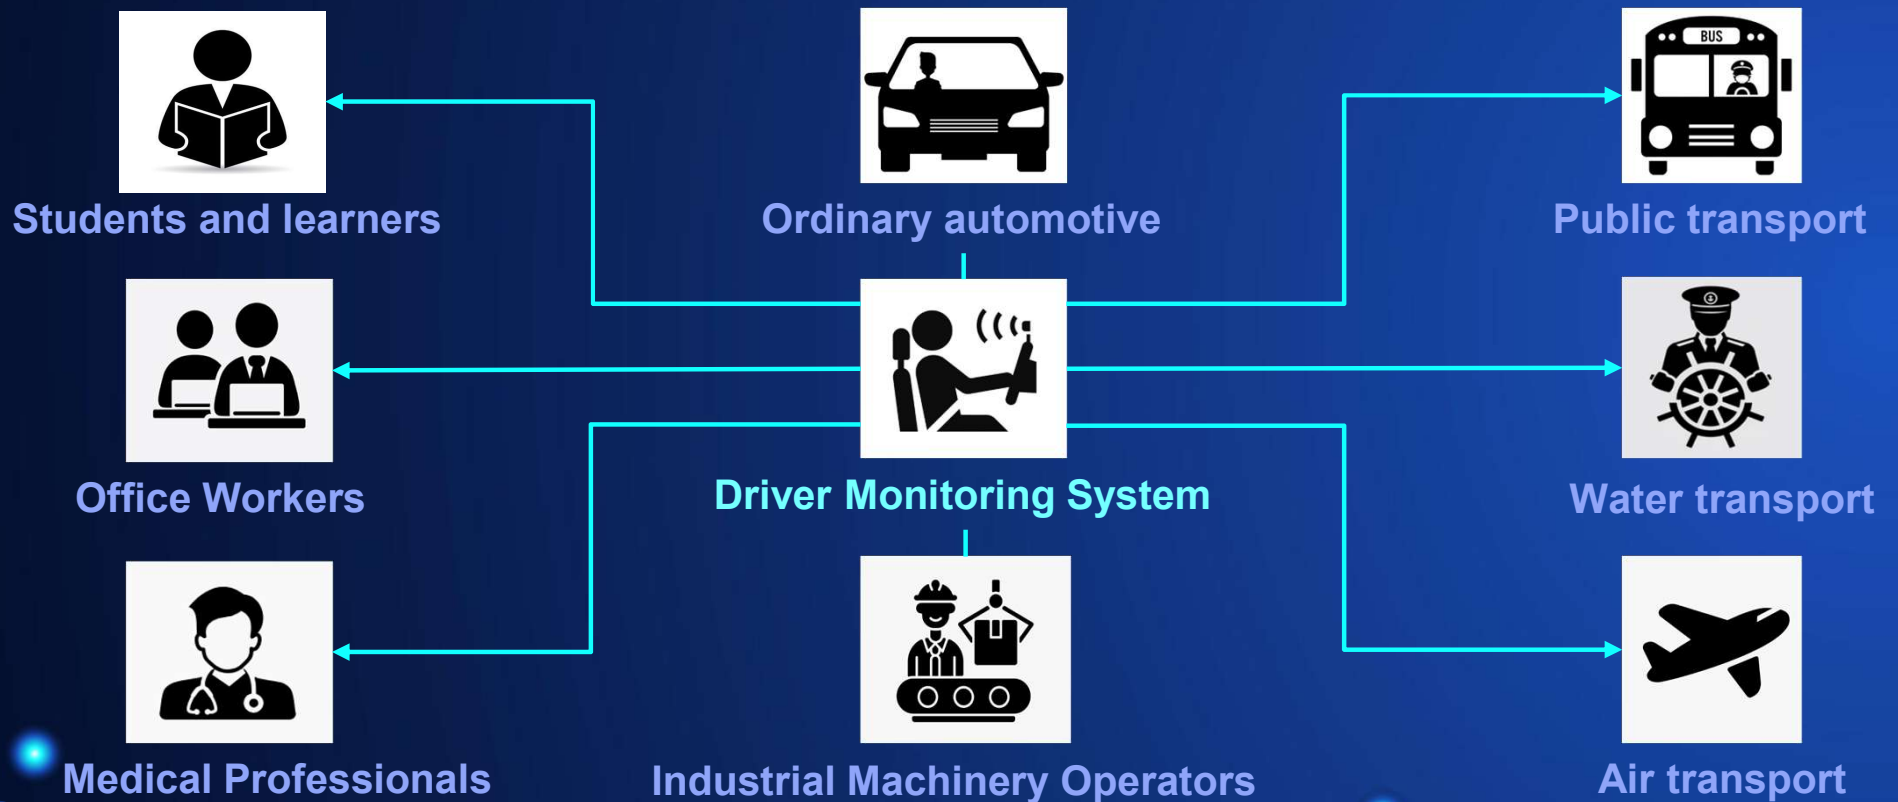 BUS
Students and learners
Ordinary automotive
Public transport
Office Workers
Driver Monitoring System
Water transport
Medical Professionals
Industrial Machinery Operators
Air transport